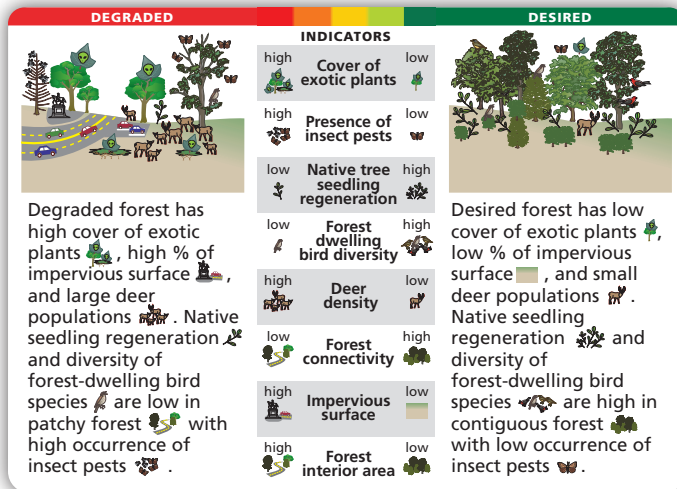 DEGRADED
DESIRED
INDICATORS
high
Cover of
exotic plants
low
high
Presence of
insect pests
low
low
Native tree
seedling
regeneration
high
low
Forest
dwelling
bird diversity
high
high
Deer
density
low
low
Forest
connectivity
high
high
Impervious
surface
low
high
Forest
interior area
low
Degraded forest has
high cover of exotic
plants , high % of
impervious surface ,
and large deer
populations . Native
seedling regeneration
and diversity of
forest-dwelling bird
species are low in
patchy forest with
high occurrence of
insect pests .
Desired forest has low
cover of exotic plants ,
low % of impervious
surface , and small
deer populations .
Native seedling
regeneration and
diversity of
forest-dwelling bird
species are high in
contiguous forest
with low occurrence of
insect pests .